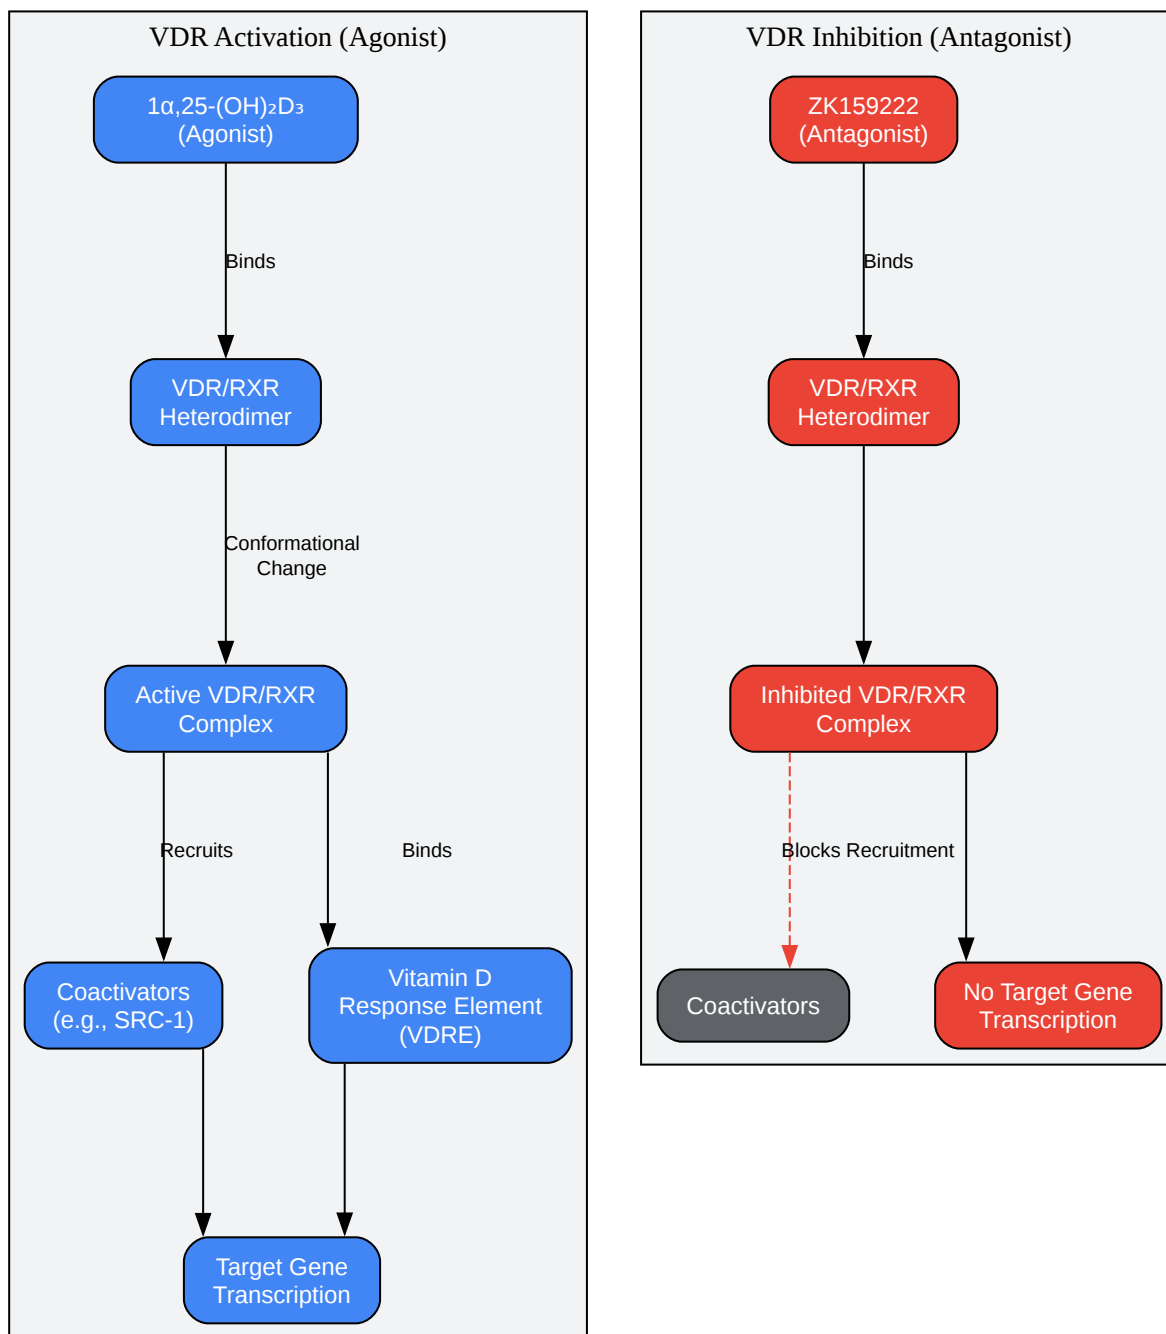 VDR Activation (Agonist)
1α,25-(OH)₂D₃
(Agonist)
Binds
VDR/RXR
Heterodimer
Conformational
Change
Active VDR/RXR
Complex
Recruits
Binds
Coactivators
(e.g., SRC-1)
Vitamin D
Response Element
(VDRE)
Target Gene
Transcription
VDR Inhibition (Antagonist)
ZK159222
(Antagonist)
Binds
VDR/RXR
Heterodimer
Inhibited VDR/RXR
Complex
Blocks Recruitment
Coactivators
No Target Gene
Transcription